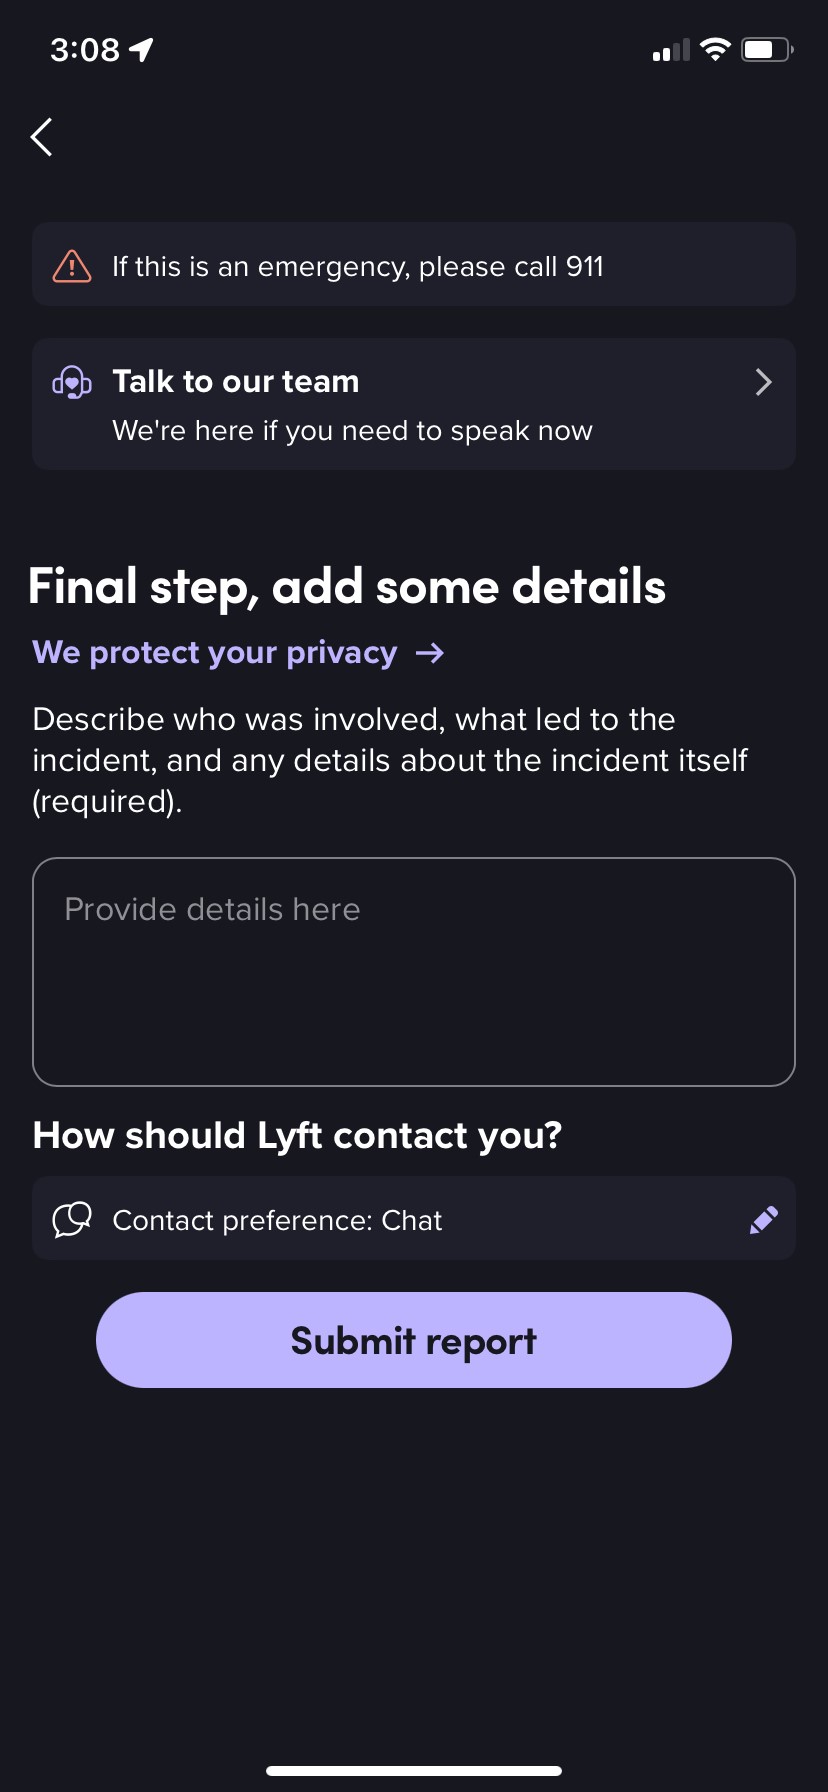 3:08
If this is an emergency, please call 911
Talk to our team
We're here if you need to speak now
Final step, add some details
We protect your privacy →
Describe who was involved, what led to the
incident, and any details about the incident itself
(required).
Provide details here
How should Lyft contact you?
Contact preference: Chat
Submit report